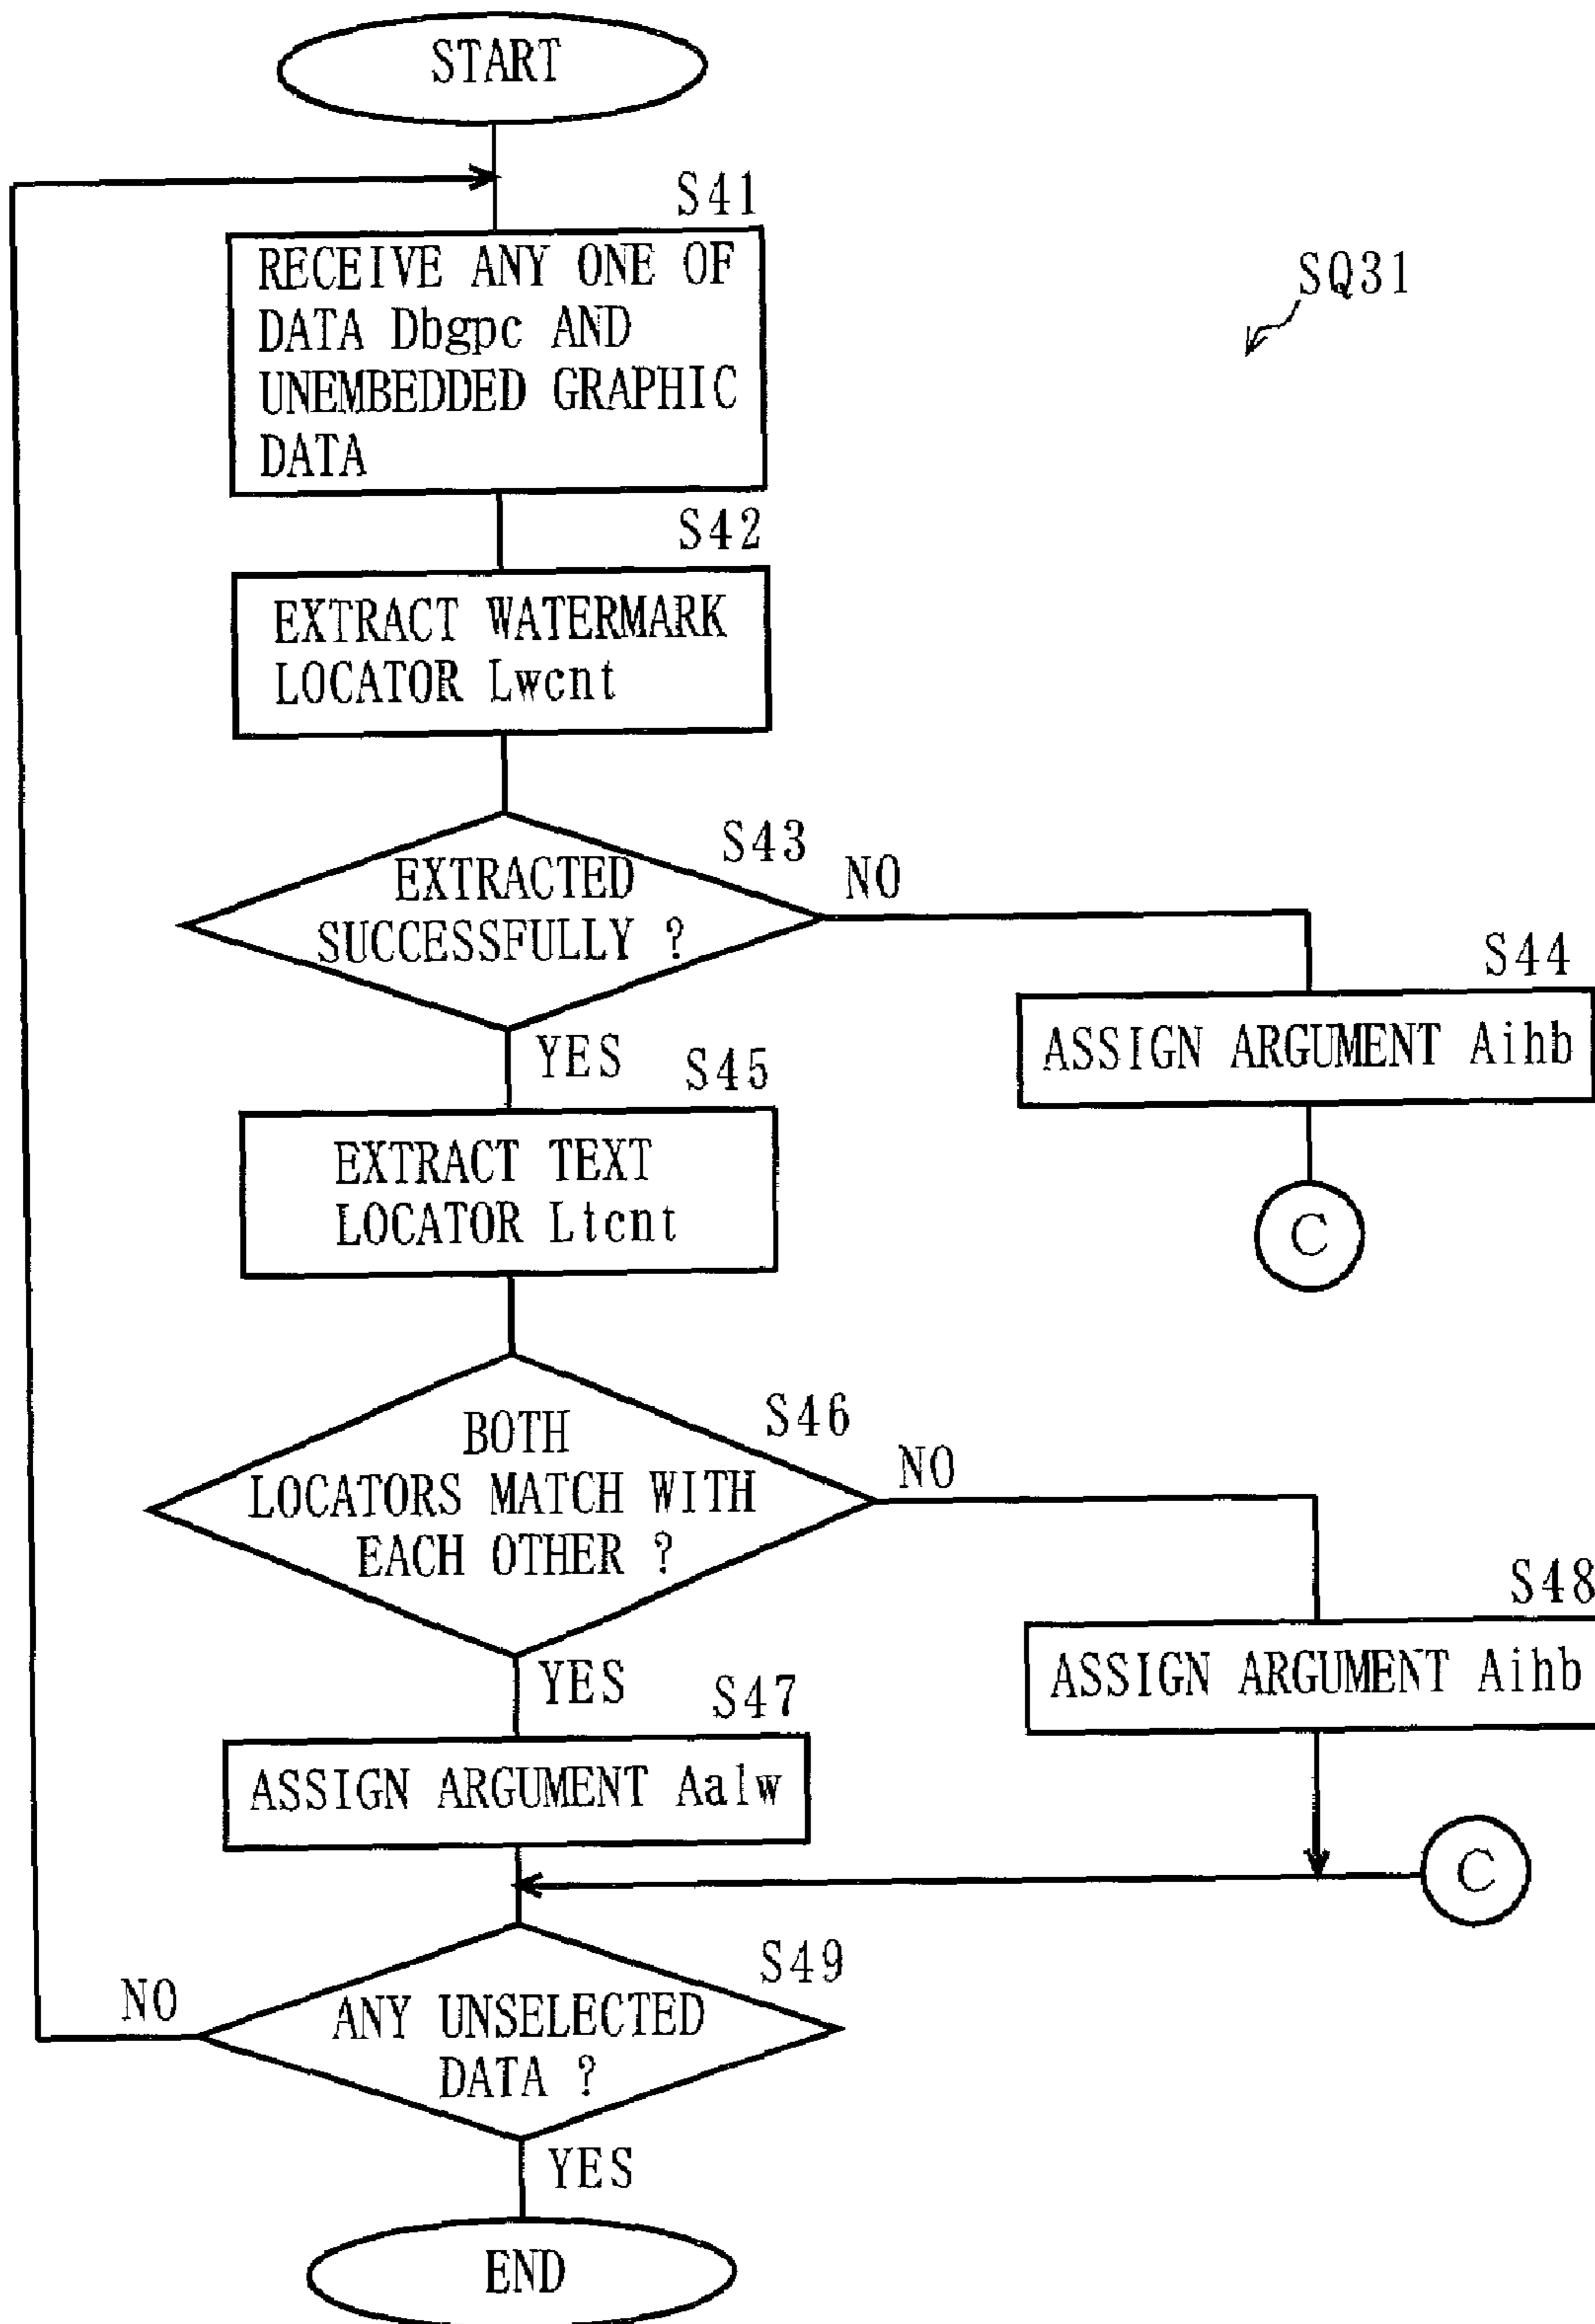 START
S41
RECEIVE ANY ONE OF
DATA Dbgpc AND
UNEMBEDDED GRAPHIC
DATA
SQ31
S42
EXTRACT WATERMARK
LOCATOR Lwcnt
S43
EXTRACTED
SUCCESSFULLY ?
NO
S44
ASSIGN ARGUMENT Aihb
C
YES
S45
EXTRACT TEXT
LOCATOR Ltcnt
S46
BOTH
LOCATORS MATCH WITH
EACH OTHER ?
NO
S48
ASSIGN ARGUMENT Aihb
YES
S47
ASSIGN ARGUMENT Aalw
C
S49
NO
ANY UNSELECTED
DATA ?
YES
END